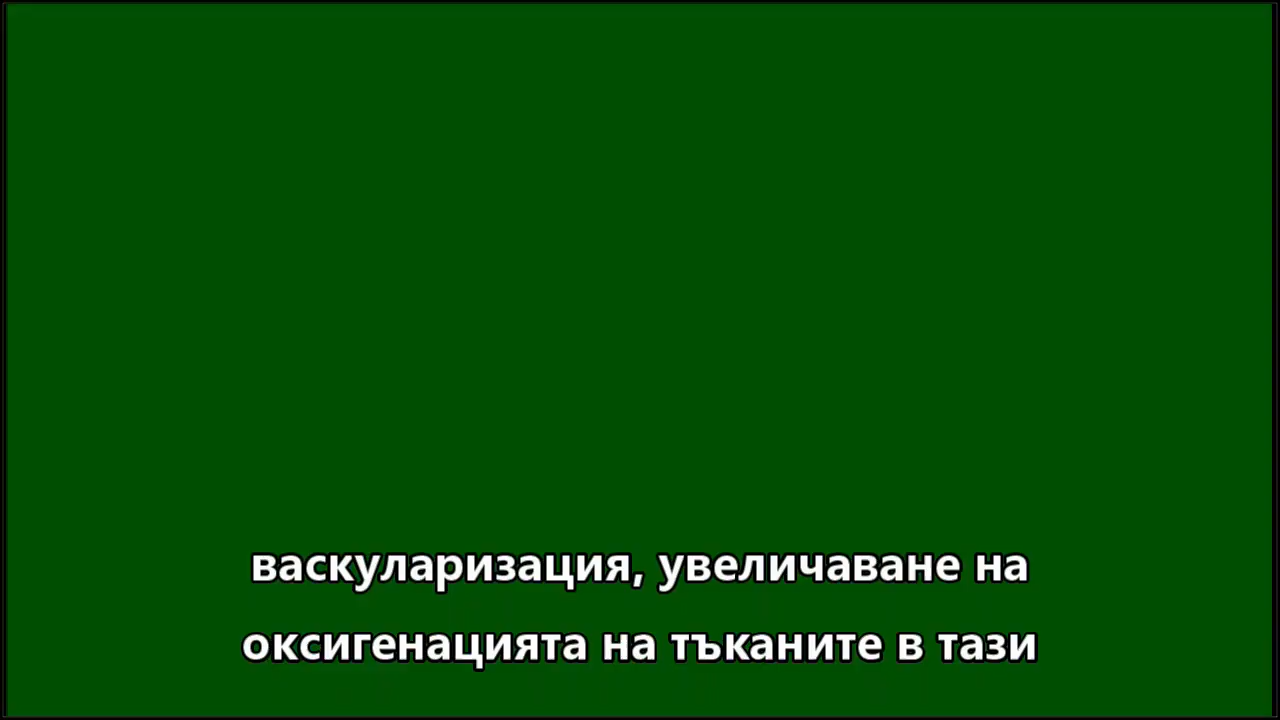 васкуларизация, увеличаване на
оксигенацията на тъканите в тази